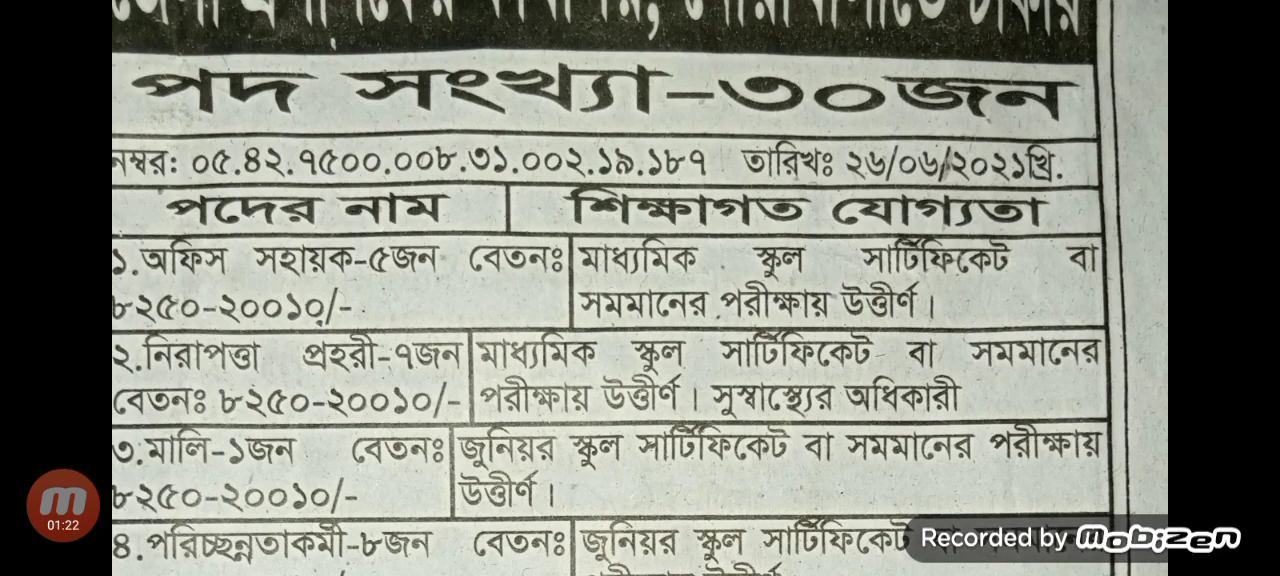 পদ সংখ্যা-৩০জন
নম্বর: ০৫.৪২.৭৫০০.০০৮.৩১.০০২.১৯.১৮৭ তারিখঃ ২৬/০৬/২০২১খ্রি.
পদের নাম শিক্ষাগত যোগ্যতা
১.অফিস সহায়ক-৫জন বেতনঃ মাধ্যমিক স্কুল সার্টিফিকেট বা
৮২৫০-২০০১০/- সমমানের পরীক্ষায় উত্তীর্ণ।
২.নিরাপত্তা প্রহরী-৭জন মাধ্যমিক স্কুল সার্টিফিকেট বা সমমানের
বেতনঃ ৮২৫০-২০০১০/- পরীক্ষায় উত্তীর্ণ। সুস্বাস্থ্যের অধিকারী
৩.মালি-১জন বেতনঃ জুনিয়র স্কুল সার্টিফিকেট বা সমমানের পরীক্ষায়
৮২৫০-২০০১০/- উত্তীর্ণ।
৪.পরিচ্ছন্নতাকর্মী-৮জন বেতনঃ জুনিয়র স্কুল সার্টিফিকেট
01:22
Recorded by mobizen